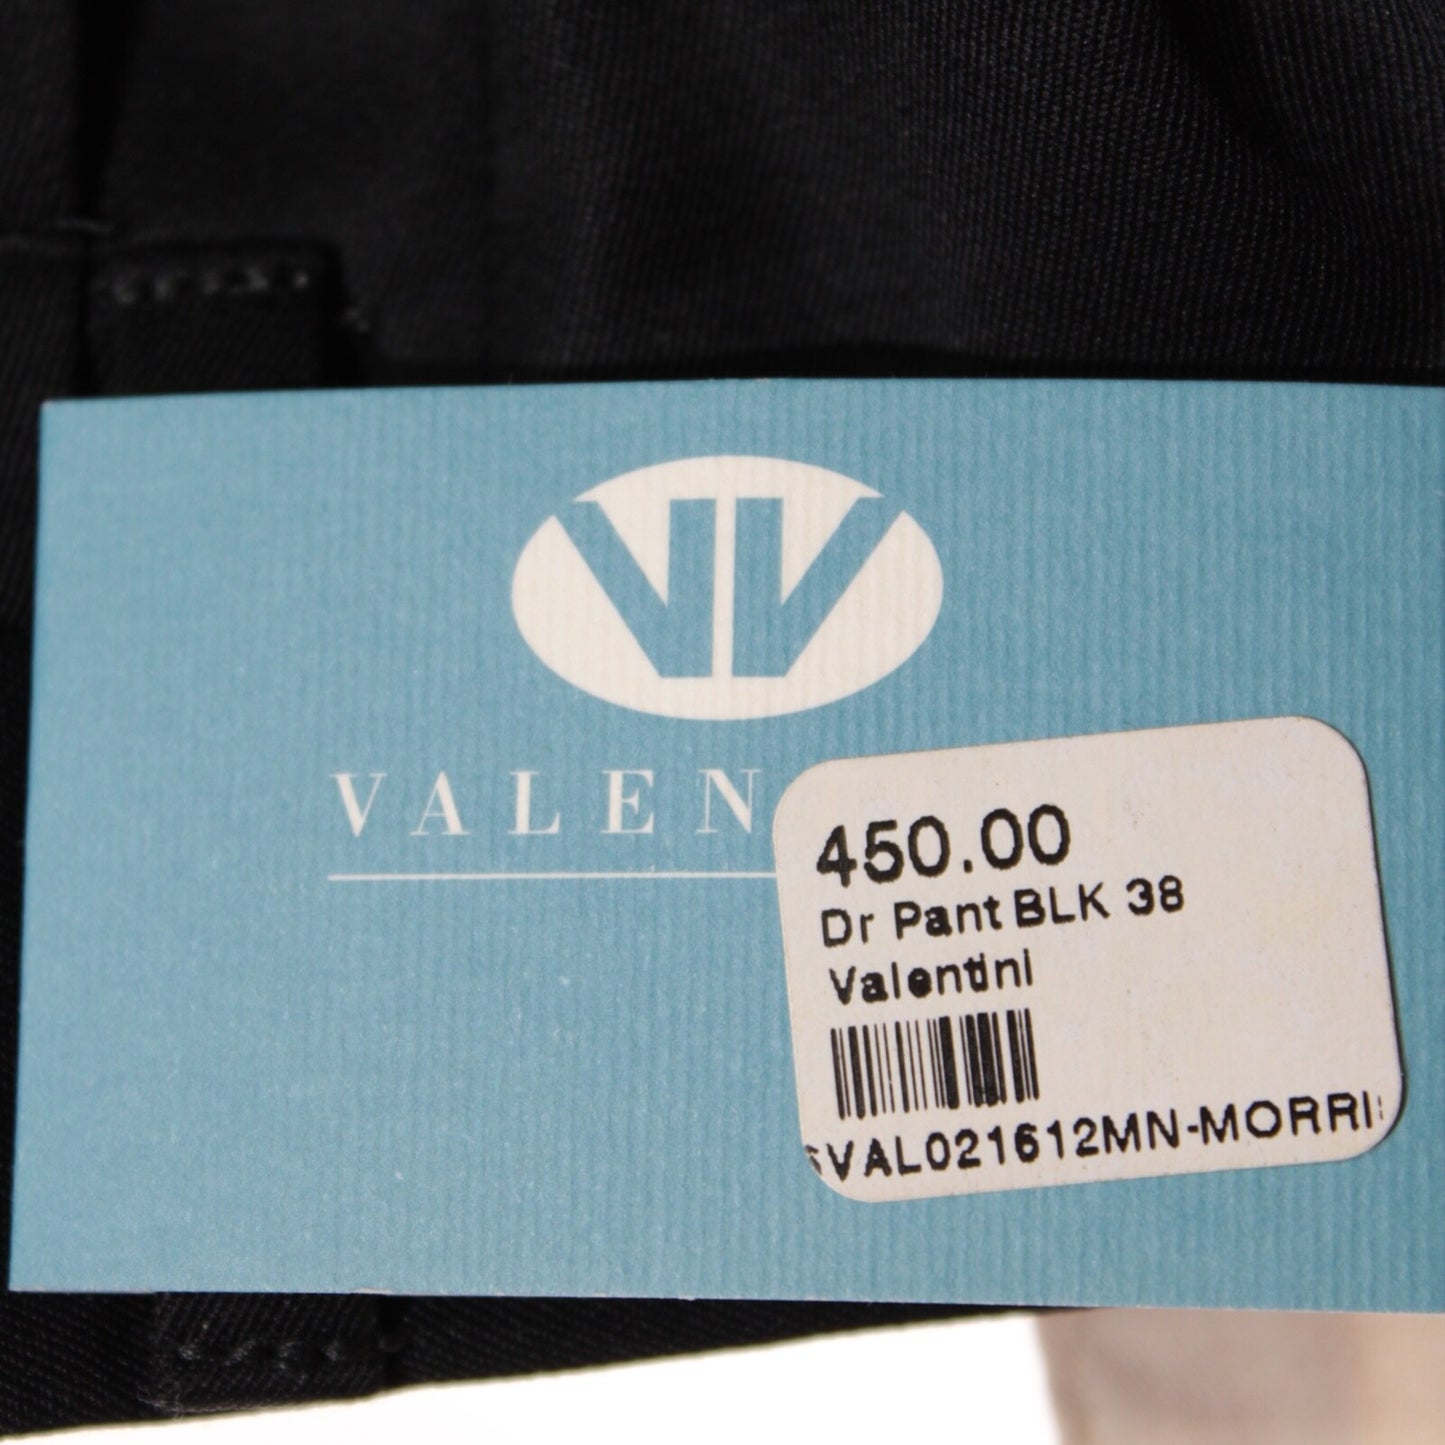 VALEN
450.00
Dr Pant BLK 38
Valentini
VAL021612MN-MORRI